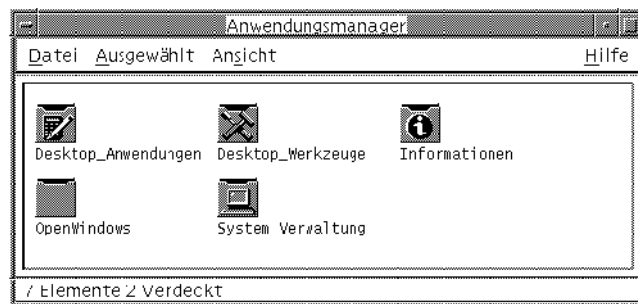 Anwendungsmanager
Datei Ausgewählt Ansicht Hilfe
Desktop_Anwendungen Desktop_Werkzeuge Informationen
OpenWindows System Verwaltung
7 Elemente 2 Verdeckt